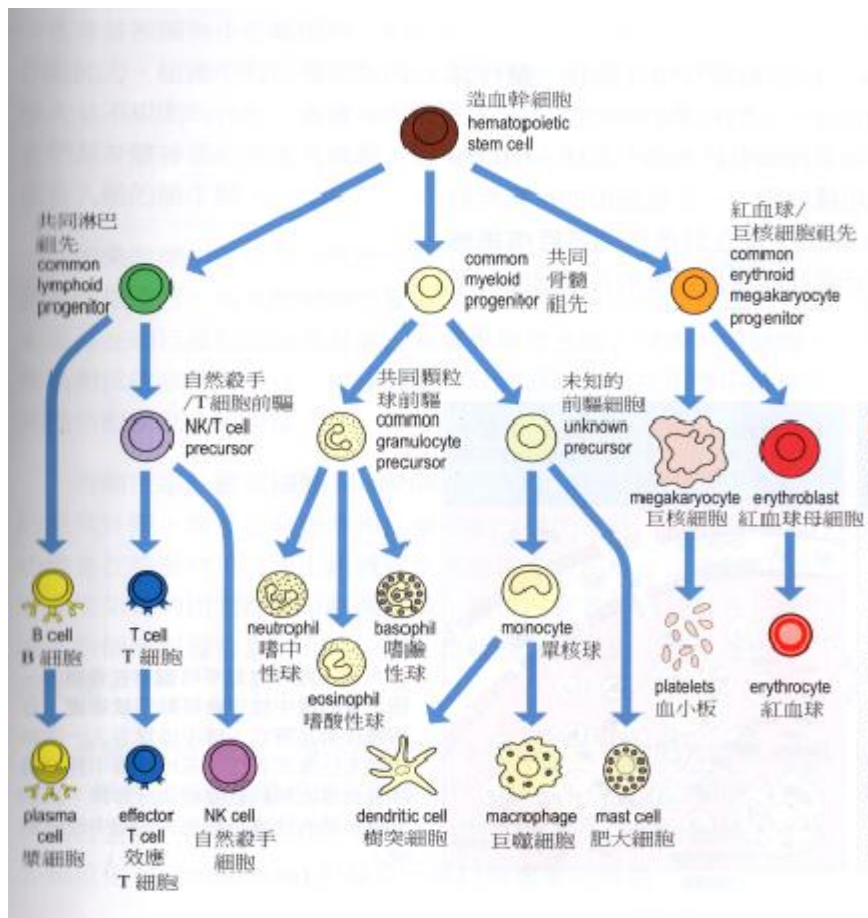 造血幹細胞
hematopoietic
stem cell
共同淋巴
祖先
common
lymphoid
progenitor
common
myeloid
progenitor
共同
骨髓
祖先
紅血球/
巨核細胞祖先
common
erythroid
megakaryocyte
progenitor
自然殺手
/T細胞前驅
NK/T cell
precursor
共同顆粒
球前驅
common
granulocyte
precursor
未知的
前驅細胞
unknown
precursor
megakaryocyte
巨核細胞
erythroblast
紅血球母細胞
B cell
B 細胞
T cell
T 細胞
neutrophil
嗜中
性球
basophil
嗜鹼
性球
eosinophil
嗜酸性球
monocyte
單核球
platelets
血小板
erythrocyte
紅血球
plasma
cell
漿細胞
effector
T cell
效應
T 細胞
NK cell
自然殺手
細胞
dendritic cell
樹突細胞
macrophage
巨噬細胞
mast cell
肥大細胞